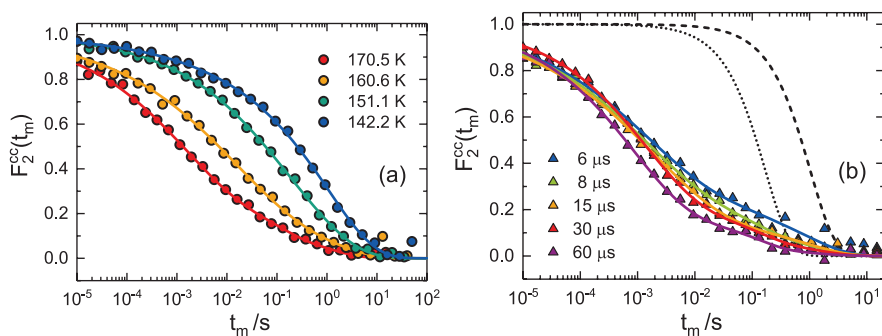 1.0
0.8
0.6
0.4
0.2
0.0
F₂ᶜᶜ(tₘ)
170.5 K
160.6 K
151.1 K
142.2 K
(a)
10⁻⁵ 10⁻⁴ 10⁻³ 10⁻² 10⁻¹ 10⁰ 10¹ 10²
tₘ /s
1.0
0.8
0.6
0.4
0.2
0.0
F₂ᶜᶜ(tₘ)
6 μs
8 μs
15 μs
30 μs
60 μs
(b)
10⁻⁵ 10⁻⁴ 10⁻³ 10⁻² 10⁻¹ 10⁰ 10¹
tₘ /s